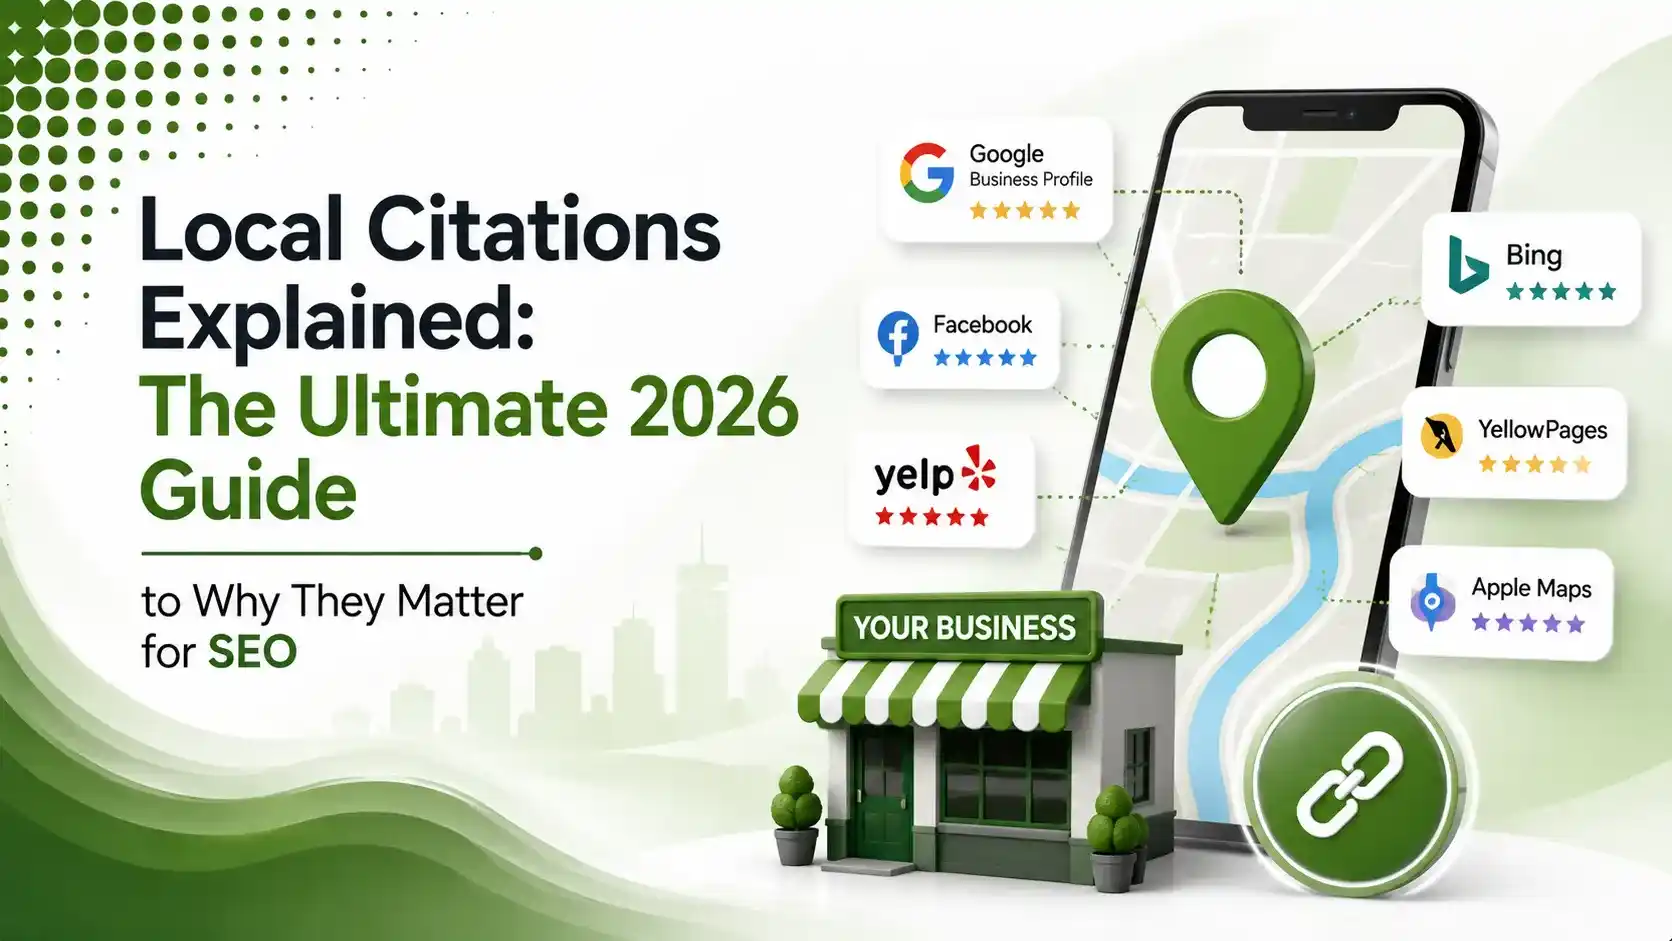 Local Citations
Explained:
The Ultimate 2026
Guide
to Why They Matter
for SEO
Google
Business Profile
Facebook
yelp
Bing
YellowPages
Apple Maps
YOUR BUSINESS